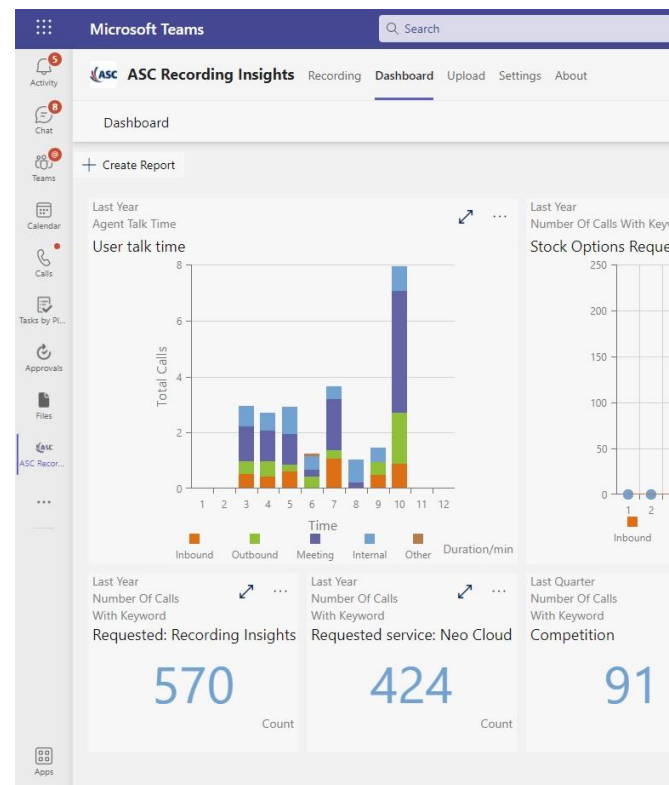 Microsoft Teams
Search
5
Activity
8
Chat
@
Teams
Calendar
Calls
Tasks by Pl...
Approvals
Files
ASC
ASC Recor...
...
Apps
ASC ASC Recording Insights Recording Dashboard Upload Settings About
Dashboard
+ Create Report
Last Year
Agent Talk Time
...
User talk time
8
6
4
2
0
Total Calls
1 2 3 4 5 6 7 8 9 10 11 12
Time
Inbound Outbound Meeting Internal Other Duration/min
Last Year
Number Of Calls With Key
Stock Options Reque
250
200
150
100
50
0
1 2
Inbound
Last Year
Number Of Calls
With Keyword
...
Requested: Recording Insights
570
Count
Last Year
Number Of Calls
With Keyword
...
Requested service: Neo Cloud
424
Count
Last Quarter
Number Of Calls
With Keyword
Competition
91